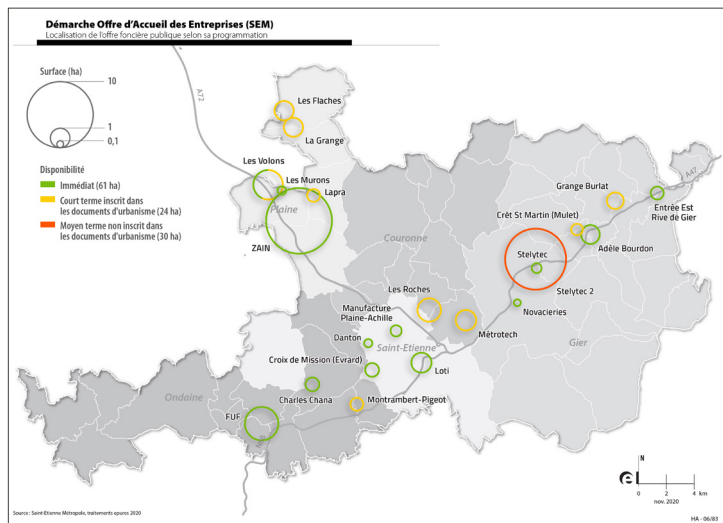 Démarche Offre d'Accueil des Entreprises (SEM)
Localisation de l'offre foncière publique selon sa programmation
Surface (ha)
10
1
0,1
Disponibilité
Immédiat (61 ha)
Court terme inscrit dans
les documents d'urbanisme (24 ha)
Moyen terme non inscrit dans
les documents d'urbanisme (30 ha)
A72
Les Flaches
La Grange
Les Volons
Les Murons
Lapra
Plaine
ZAIN
Couronne
Grange Burlat
A47
Entrée Est
Rive de Gier
Crêt St Martin (Mulet)
Adèle Bourdon
Stelytec
Stelytec 2
Novacieries
Les Roches
Métrotech
Manufacture
Plaine-Achille
Saint-Etienne
Danton
Croix de Mission (Evrard)
Loti
Gier
Charles Chana
Montrambert-Pigeot
Ondaine
FUF
N
0 2 4 km
nov. 2020
Source : Saint-Etienne Métropole, traitements epures 2020
HA - 06/83